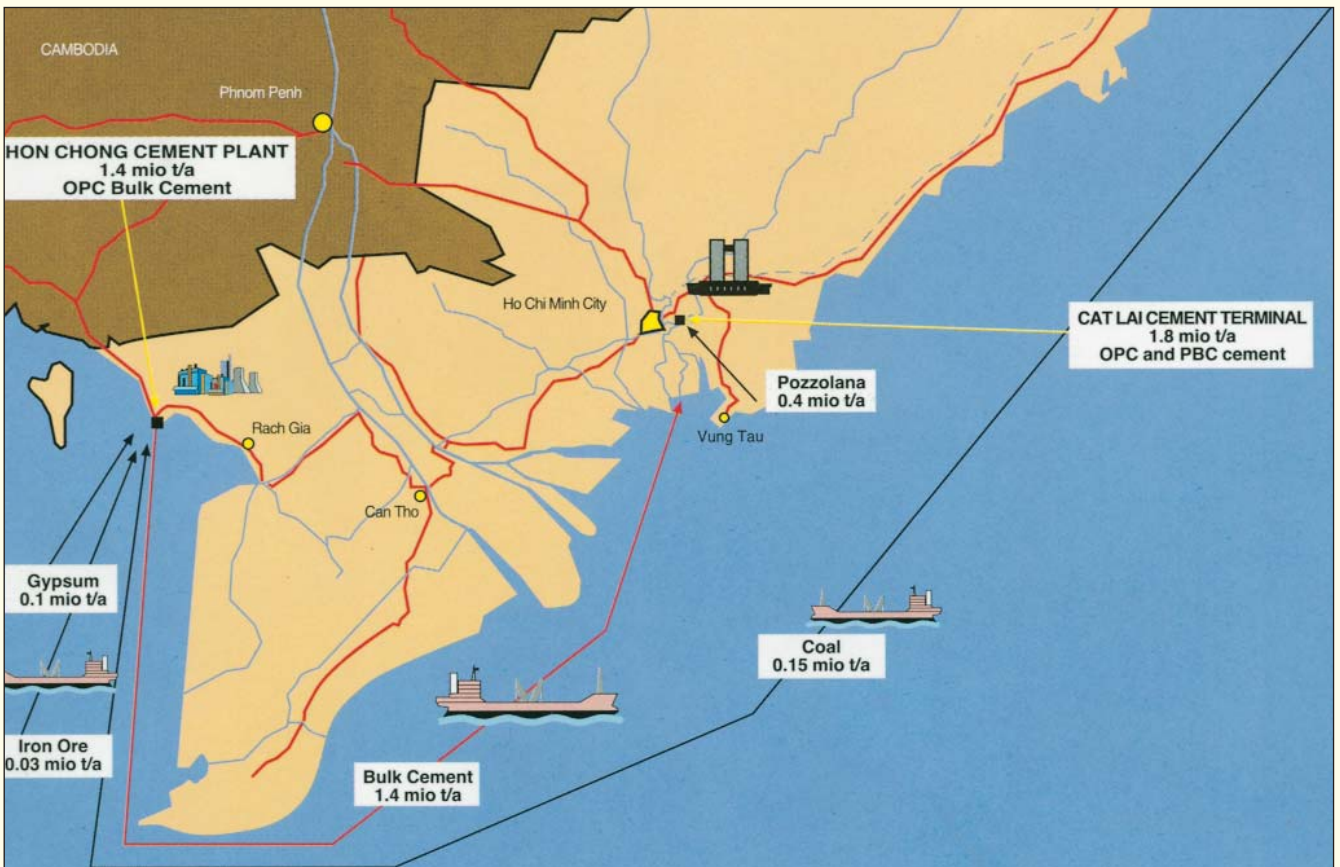 CAMBODIA
Phnom Penh
HON CHONG CEMENT PLANT
1.4 mio t/a
OPC Bulk Cement
Ho Chi Minh City
CAT LAI CEMENT TERMINAL
1.8 mio t/a
OPC and PBC cement
Pozzolana
0.4 mio t/a
Rach Gia
Vung Tau
Can Tho
Gypsum
0.1 mio t/a
Coal
0.15 mio t/a
Iron Ore
0.03 mio t/a
Bulk Cement
1.4 mio t/a